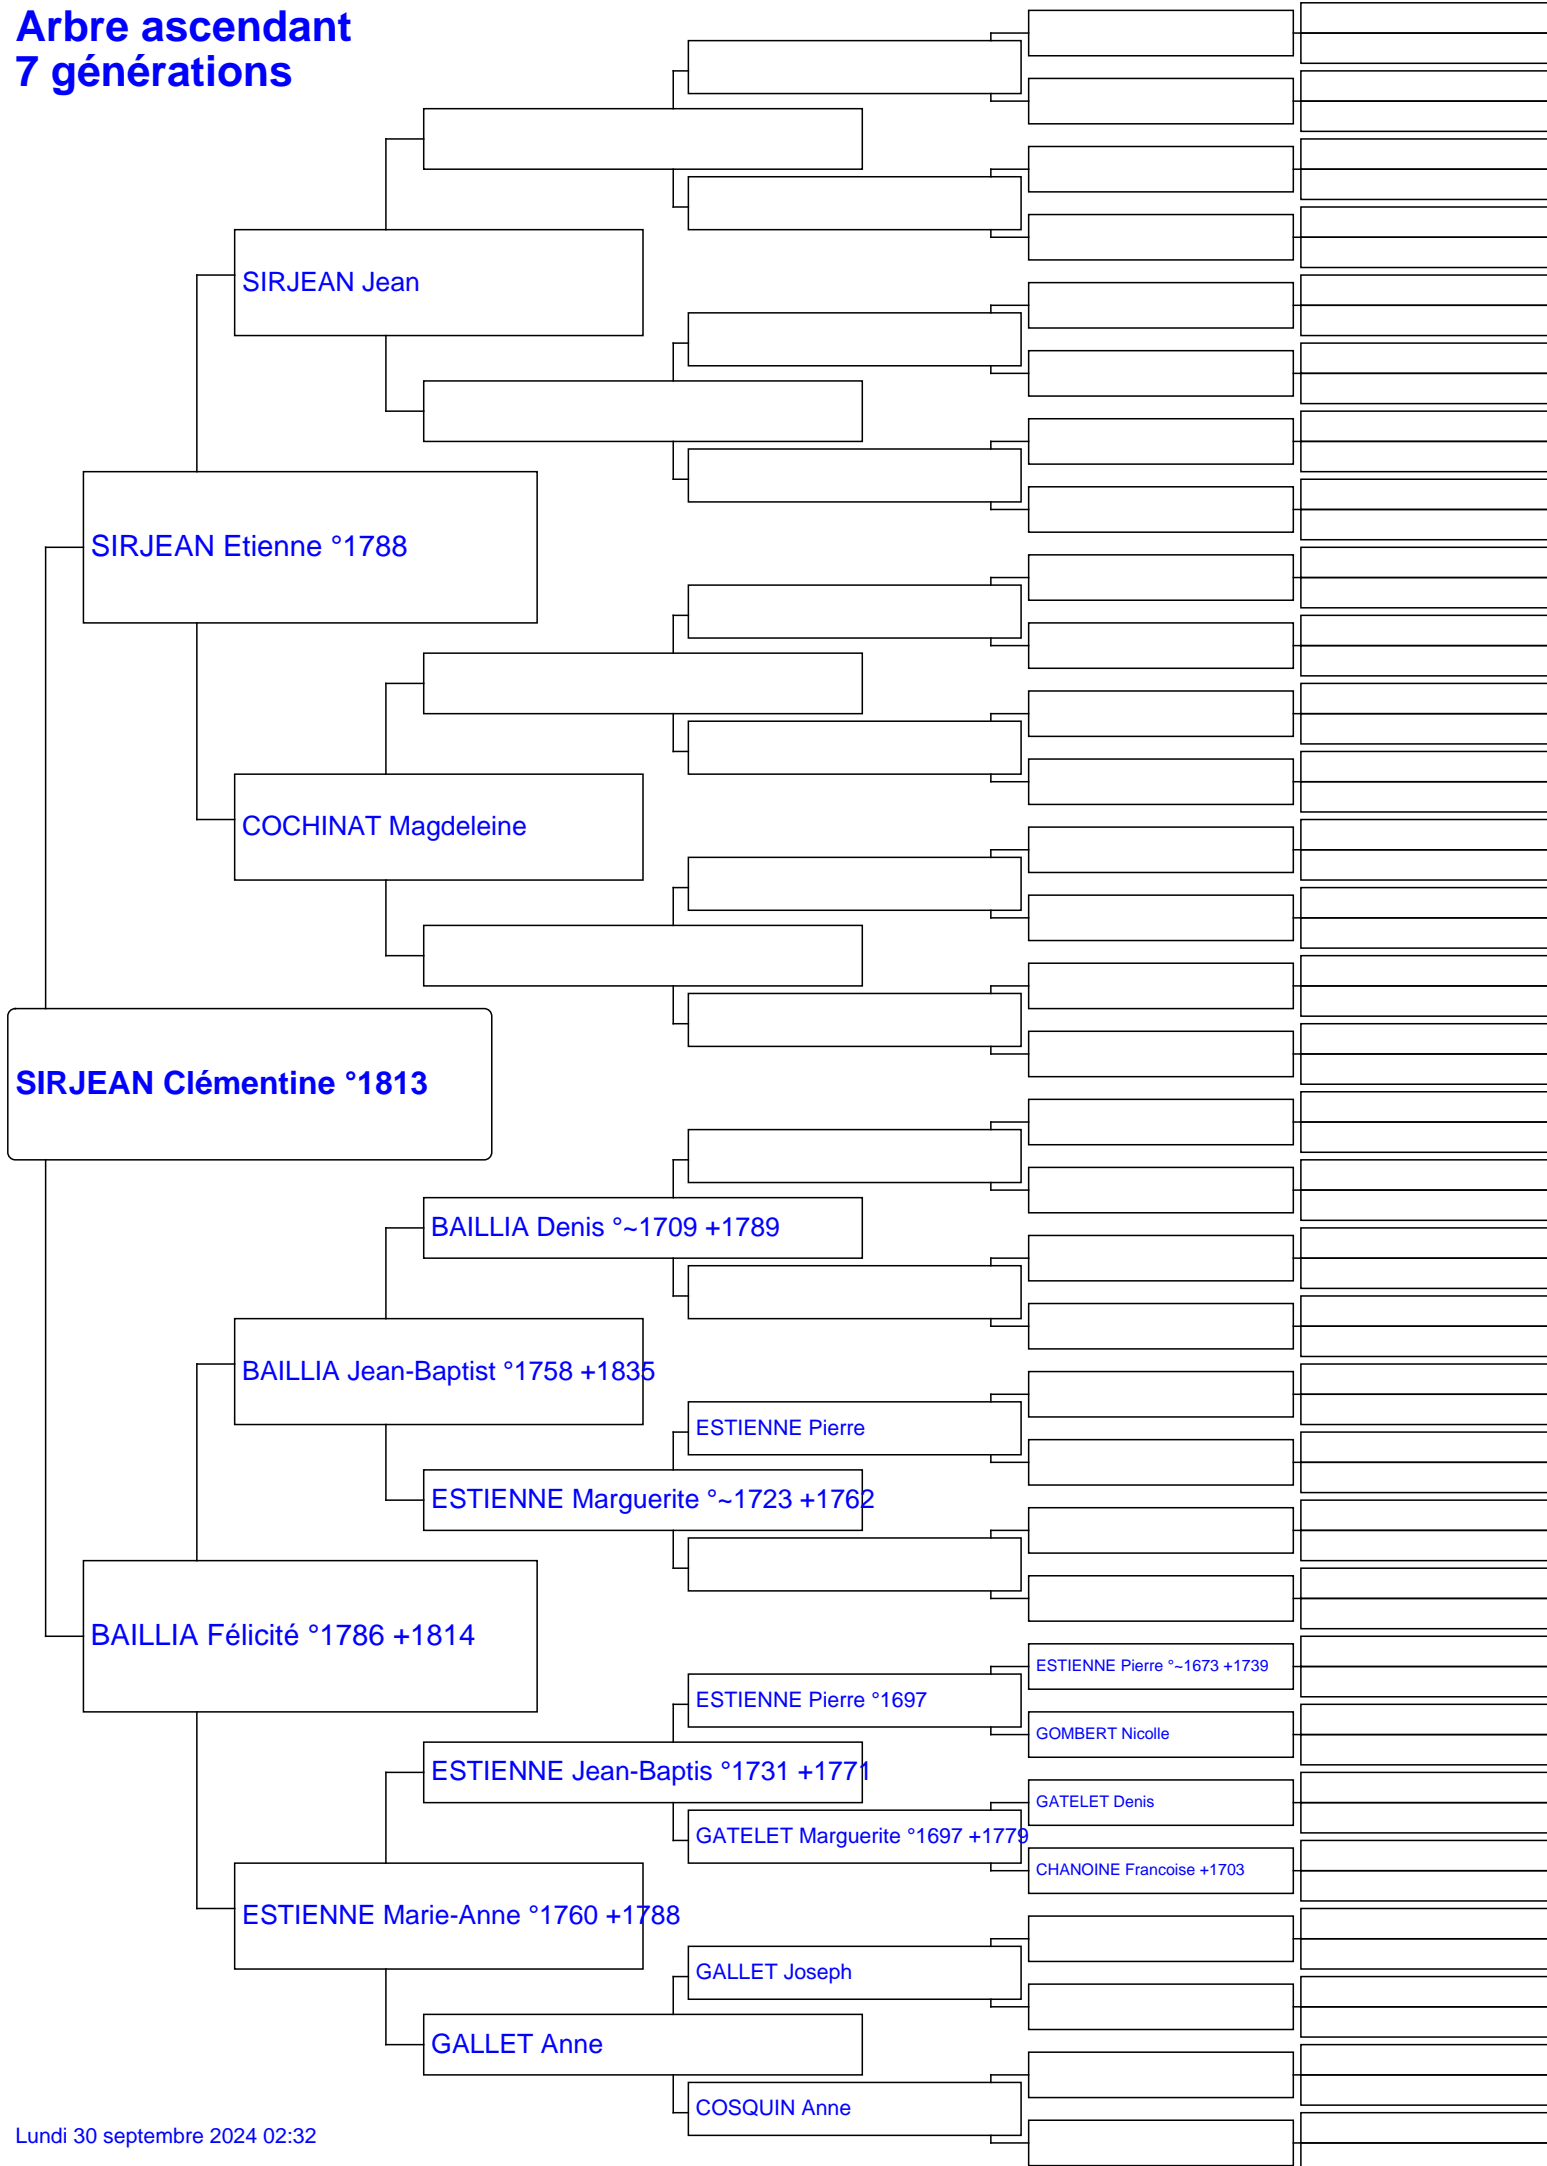 Arbre ascendant
7 générations
SIRJEAN Jean
SIRJEAN Etienne °1788
COCHINAT Magdeleine
SIRJEAN Clémentine °1813
BAILLIA Denis °~1709 +1789
BAILLIA Jean-Baptist °1758 +1835
ESTIENNE Pierre
ESTIENNE Marguerite °~1723 +1762
BAILLIA Félicité °1786 +1814
ESTIENNE Pierre °~1673 +1739
ESTIENNE Pierre °1697
GOMBERT Nicolle
ESTIENNE Jean-Baptis °1731 +1771
GATELET Denis
GATELET Marguerite °1697 +1779
CHANOINE Francoise +1703
ESTIENNE Marie-Anne °1760 +1788
GALLET Joseph
GALLET Anne
COSQUIN Anne
Lundi 30 septembre 2024 02:32